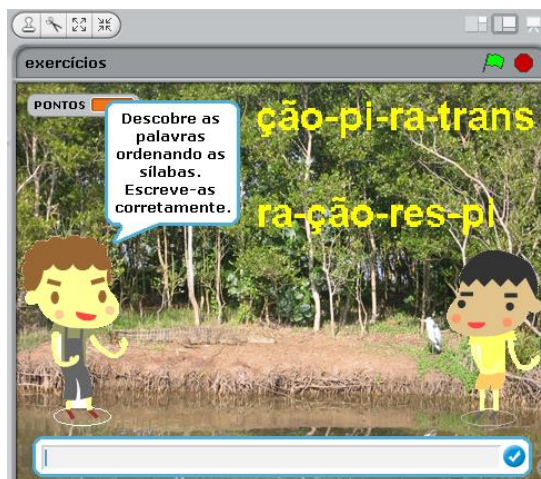 exercícios
PONTOS
Descobre as
palavras
ordenando as
sílabas.
Escreve-as
corretamente.
ção-pi-ra-trans
ra-ção-res-pi